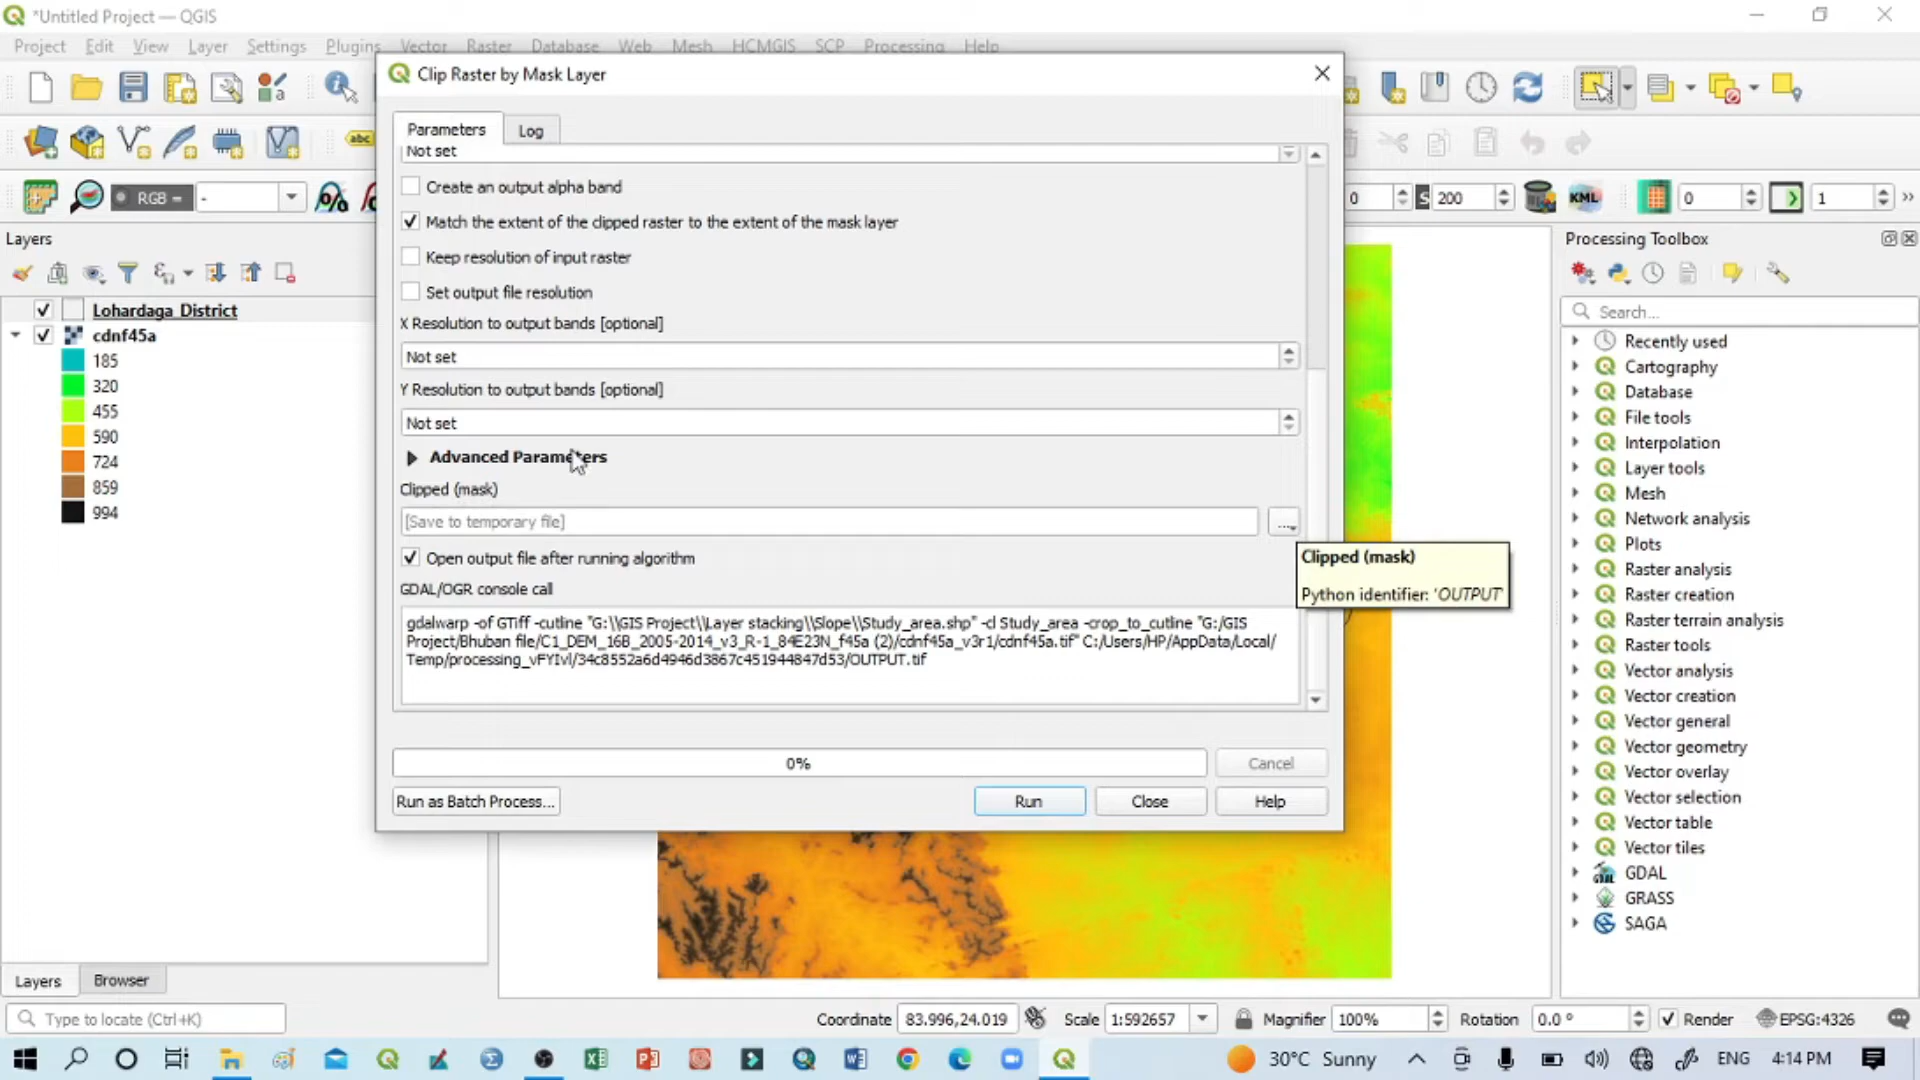 *Untitled Project — QGIS
Project Edit View Layer Settings Plugins Vector Raster Database Web Mesh HCMGIS SCP Processing Help
Clip Raster by Mask Layer
Parameters Log
Not set
Create an output alpha band
Match the extent of the clipped raster to the extent of the mask layer
Keep resolution of input raster
Set output file resolution
X Resolution to output bands [optional]
Not set
Y Resolution to output bands [optional]
Not set
Advanced Parameters
Clipped (mask)
[Save to temporary file]
...
Open output file after running algorithm
GDAL/OGR console call
gdalwarp -of GTiff -cutline "G:\\GIS Project\\Layer stacking\\Slope\\Study_area.shp" -cl Study_area -crop_to_cutline "G:/GIS
Project/Bhuban file/C1_DEM_16B_2005-2014_v3_R-1_84E23N_f45a (2)/cdnf45a_v3r1/cdnf45a.tif" C:/Users/HP/AppData/Local/
Temp/processing_vFYIvl/34c8552a6d4946d3867c451944847d53/OUTPUT.tif
0%
Cancel
Run as Batch Process...
Run
Close
Help
Clipped (mask)
Python identifier: 'OUTPUT'
abc
RGB =
-
0
S
200
KML
0
1
»
Layers
Lohardaga_District
cdnf45a
185
320
455
590
724
859
994
Layers Browser
Processing Toolbox
Search...
Recently used
Cartography
Database
File tools
Interpolation
Layer tools
Mesh
Network analysis
Plots
Raster analysis
Raster creation
Raster terrain analysis
Raster tools
Vector analysis
Vector creation
Vector general
Vector geometry
Vector overlay
Vector selection
Vector table
Vector tiles
GDAL
GRASS
SAGA
Type to locate (Ctrl+K)
Coordinate 83.996,24.019 Scale 1:592657 Magnifier 100% Rotation 0.0 ° Render EPSG:4326
30°C Sunny ENG 4:14 PM